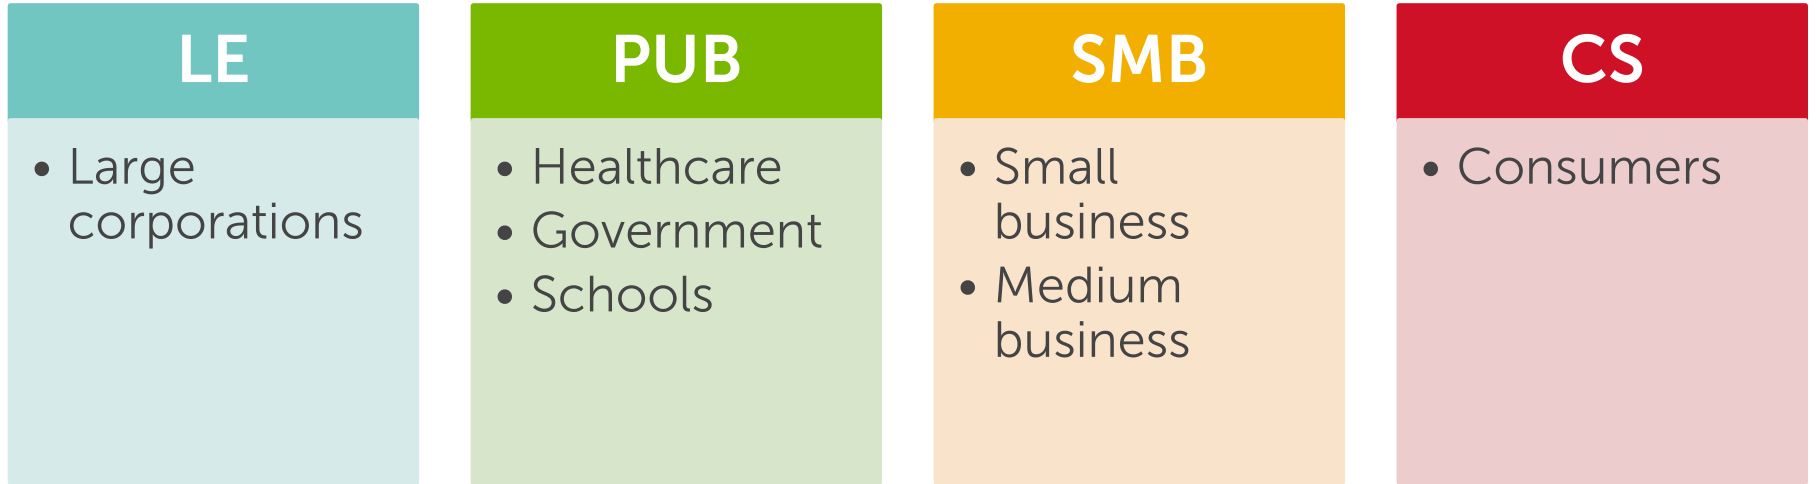 LE
• Large
corporations
PUB
• Healthcare
• Government
• Schools
SMB
• Small
business
• Medium
business
CS
• Consumers